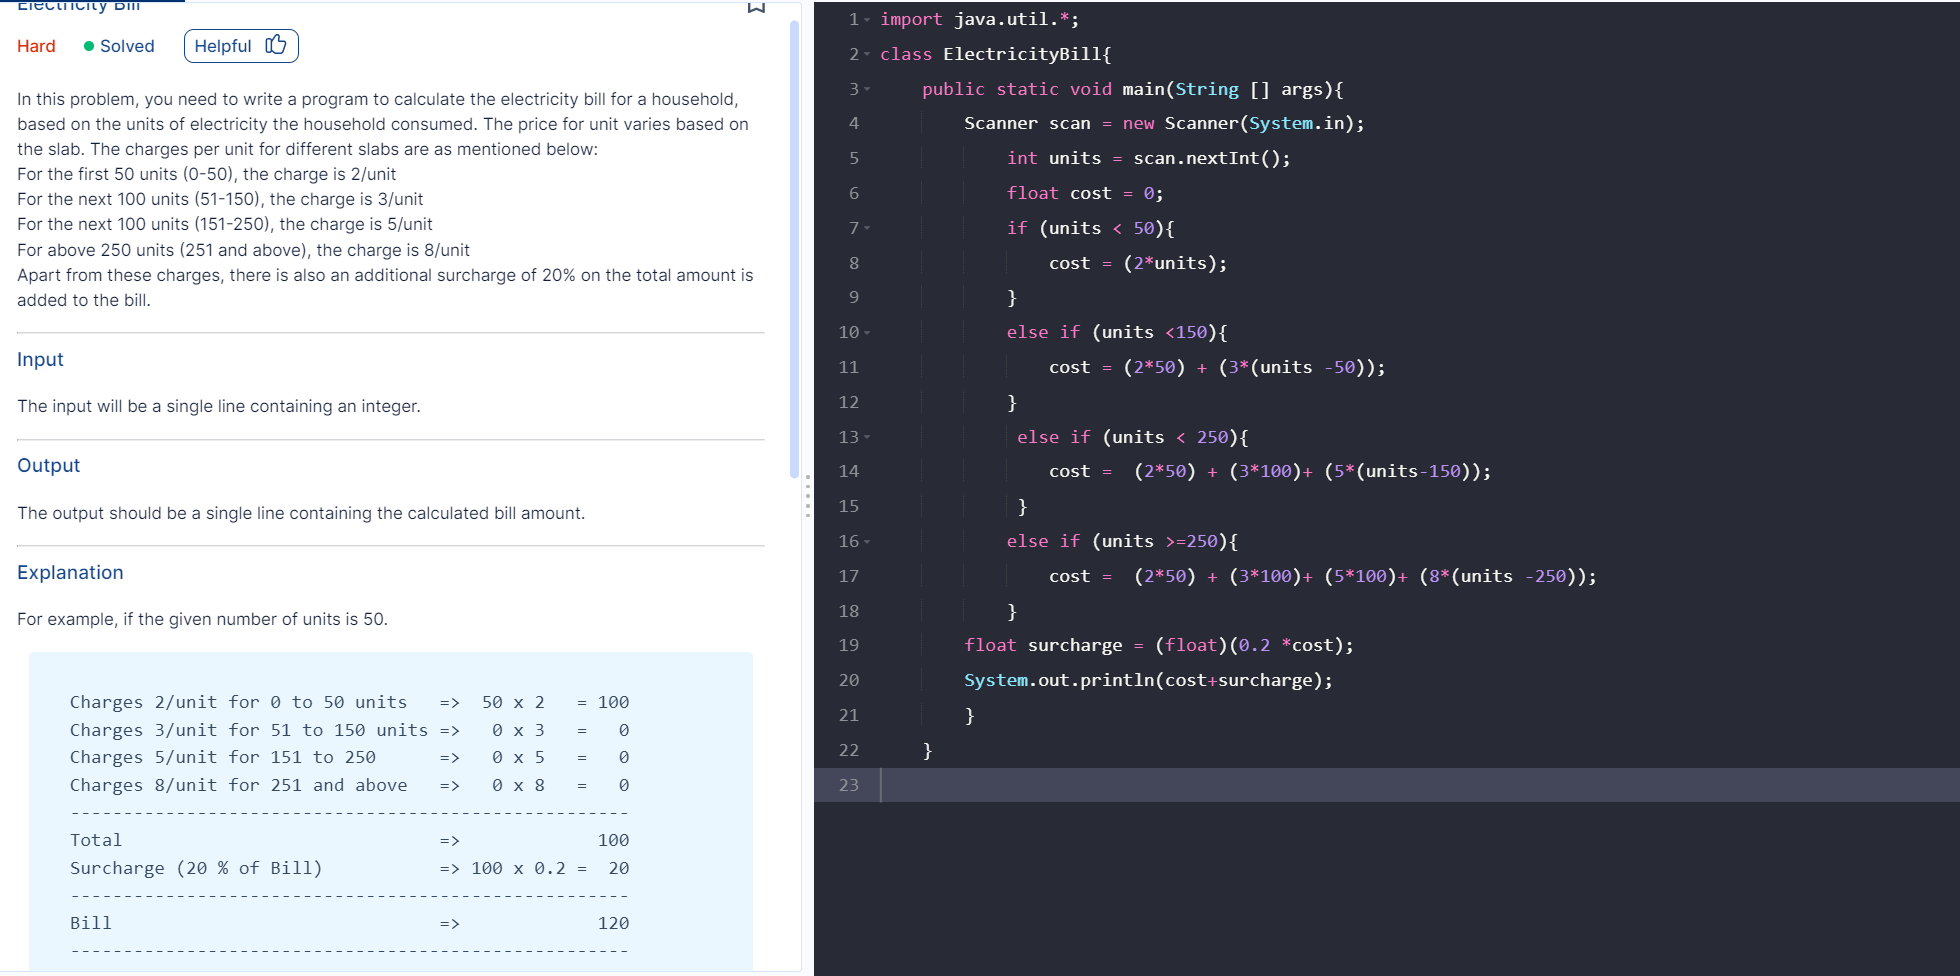 Electricity Bill
Hard Solved Helpful
In this problem, you need to write a program to calculate the electricity bill for a household,
based on the units of electricity the household consumed. The price for unit varies based on
the slab. The charges per unit for different slabs are as mentioned below:
For the first 50 units (0-50), the charge is 2/unit
For the next 100 units (51-150), the charge is 3/unit
For the next 100 units (151-250), the charge is 5/unit
For above 250 units (251 and above), the charge is 8/unit
Apart from these charges, there is also an additional surcharge of 20% on the total amount is
added to the bill.
Input
The input will be a single line containing an integer.
Output
The output should be a single line containing the calculated bill amount.
Explanation
For example, if the given number of units is 50.
Charges 2/unit for 0 to 50 units => 50 x 2 = 100
Charges 3/unit for 51 to 150 units => 0 x 3 = 0
Charges 5/unit for 151 to 250 => 0 x 5 = 0
Charges 8/unit for 251 and above => 0 x 8 = 0
-----------------------------------------------------
Total => 100
Surcharge (20 % of Bill) => 100 x 0.2 = 20
-----------------------------------------------------
Bill => 120
-----------------------------------------------------
1 import java.util.*;
2 class ElectricityBill{
3 public static void main(String [] args){
4 Scanner scan = new Scanner(System.in);
5 int units = scan.nextInt();
6 float cost = 0;
7 if (units < 50){
8 cost = (2*units);
9 }
10 else if (units <150){
11 cost = (2*50) + (3*(units -50));
12 }
13 else if (units < 250){
14 cost =  (2*50) + (3*100)+ (5*(units-150));
15 }
16 else if (units >=250){
17 cost =  (2*50) + (3*100)+ (5*100)+ (8*(units -250));
18 }
19 float surcharge = (float)(0.2 *cost);
20 System.out.println(cost+surcharge);
21 }
22 }
23